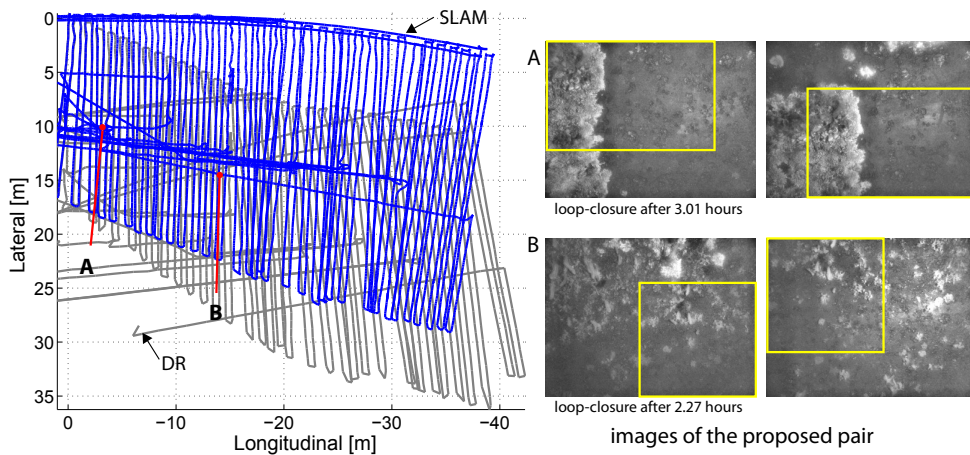 SLAM
0
5
10
15
20
25
30
35
Lateral [m]
A
B
DR
0
−10
−20
−30
−40
Longitudinal [m]
A
loop-closure after 3.01 hours
B
loop-closure after 2.27 hours
images of the proposed pair